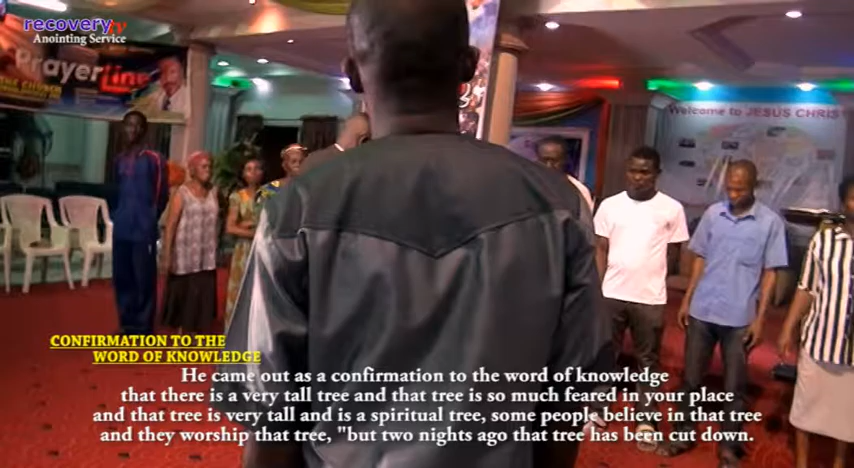 recovery tv
Anointing Service
Prayer line
CHURCH
Welcome to JESUS CHRIST
CONFIRMATION TO THE
WORD OF KNOWLEDGE
He came out as a confirmation to the word of knowledge
that there is a very tall tree and that tree is so much feared in your place
and that tree is very tall and is a spiritual tree, some people believe in that tree
and they worship that tree, "but two nights ago that tree has been cut down.